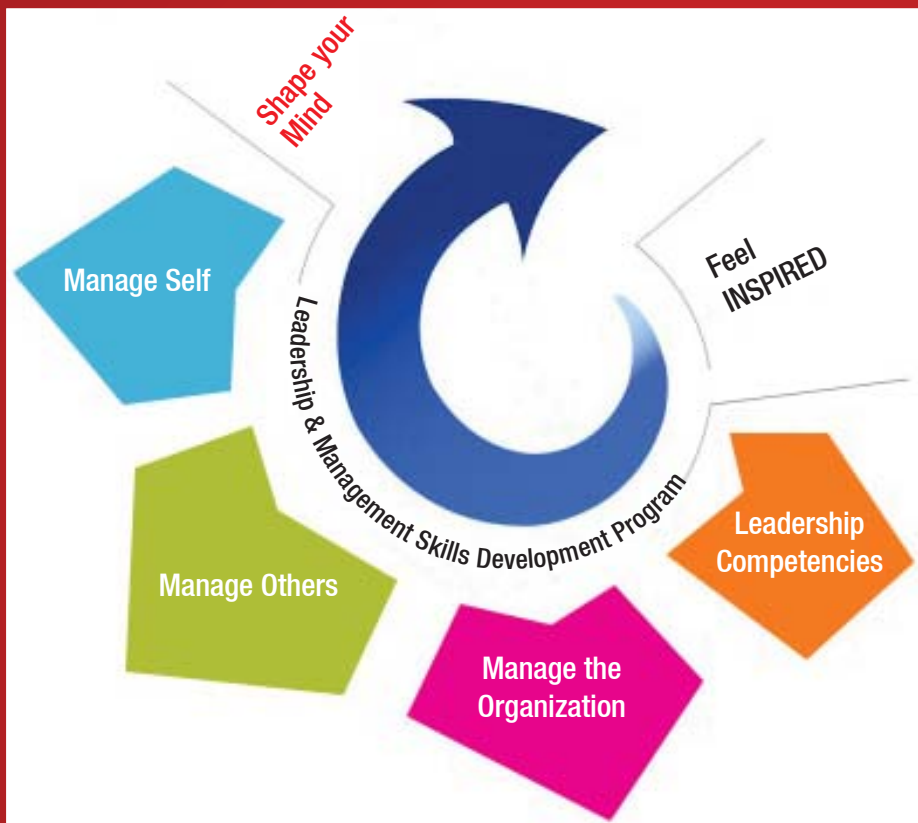 Shape your
Mind
Feel
INSPIRED
Manage Self
Leadership & Management Skills Development Program
Manage Others
Leadership
Competencies
Manage the
Organization